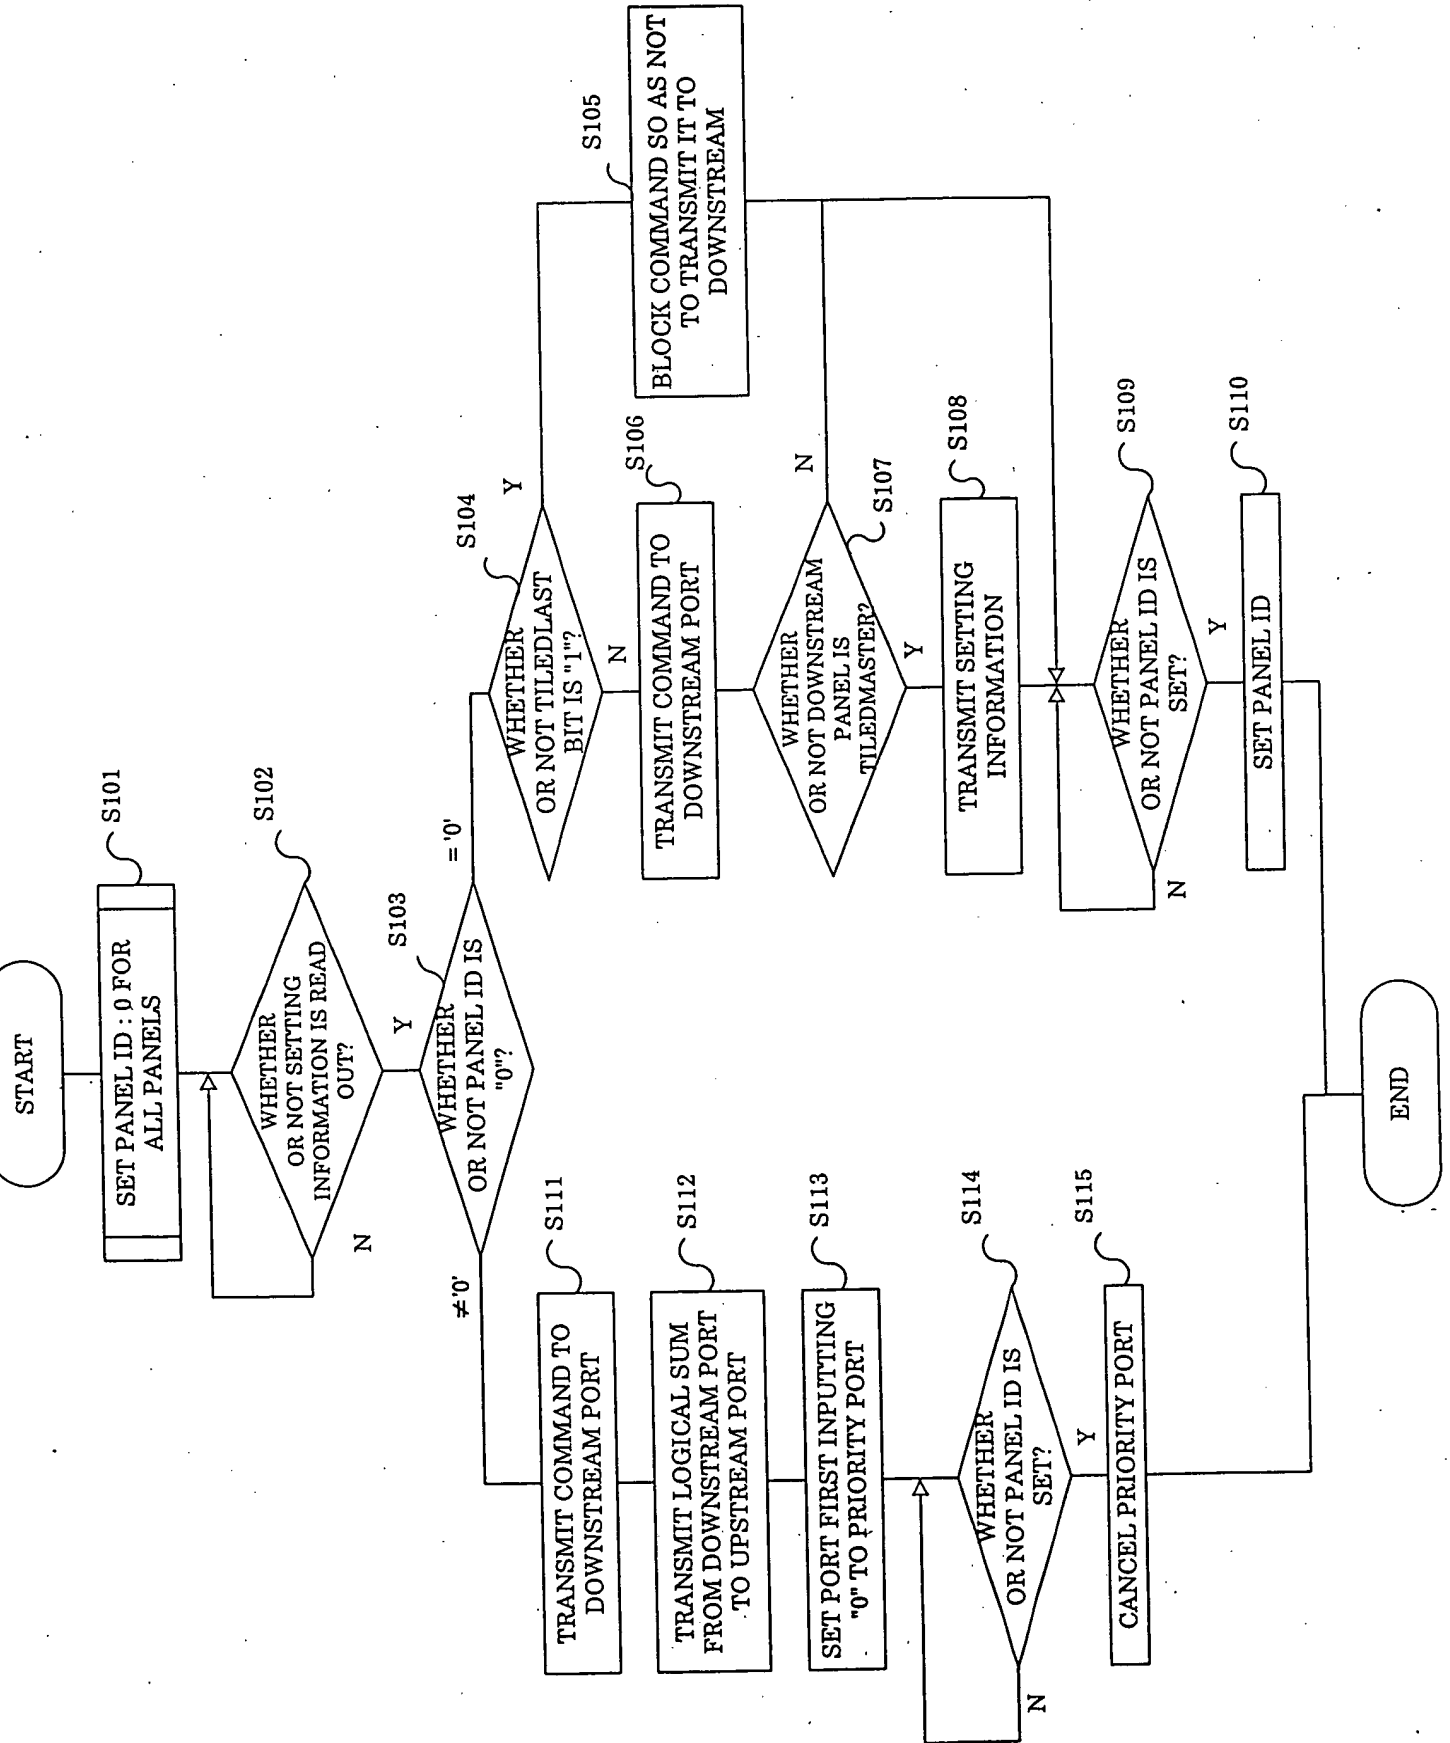 START
SET PANEL ID : 0 FOR
ALL PANELS
S101
WHETHER
OR NOT SETTING
INFORMATION IS READ
OUT?
S102
N
Y
WHETHER
OR NOT PANEL ID IS
"0"?
S103
≠'0'
= '0'
WHETHER
OR NOT TILEDLAST
BIT IS "1"?
S104
Y
N
BLOCK COMMAND SO AS NOT
TO TRANSMIT IT TO
DOWNSTREAM
S105
TRANSMIT COMMAND TO
DOWNSTREAM PORT
S106
WHETHER
OR NOT DOWNSTREAM
PANEL IS
TILEDMASTER?
S107
N
Y
TRANSMIT SETTING
INFORMATION
S108
WHETHER
OR NOT PANEL ID IS
SET?
S109
N
Y
SET PANEL ID
S110
TRANSMIT COMMAND TO
DOWNSTREAM PORT
S111
TRANSMIT LOGICAL SUM
FROM DOWNSTREAM PORT
TO UPSTREAM PORT
S112
SET PORT FIRST INPUTTING
"0" TO PRIORITY PORT
S113
WHETHER
OR NOT PANEL ID IS
SET?
S114
N
Y
CANCEL PRIORITY PORT
S115
END